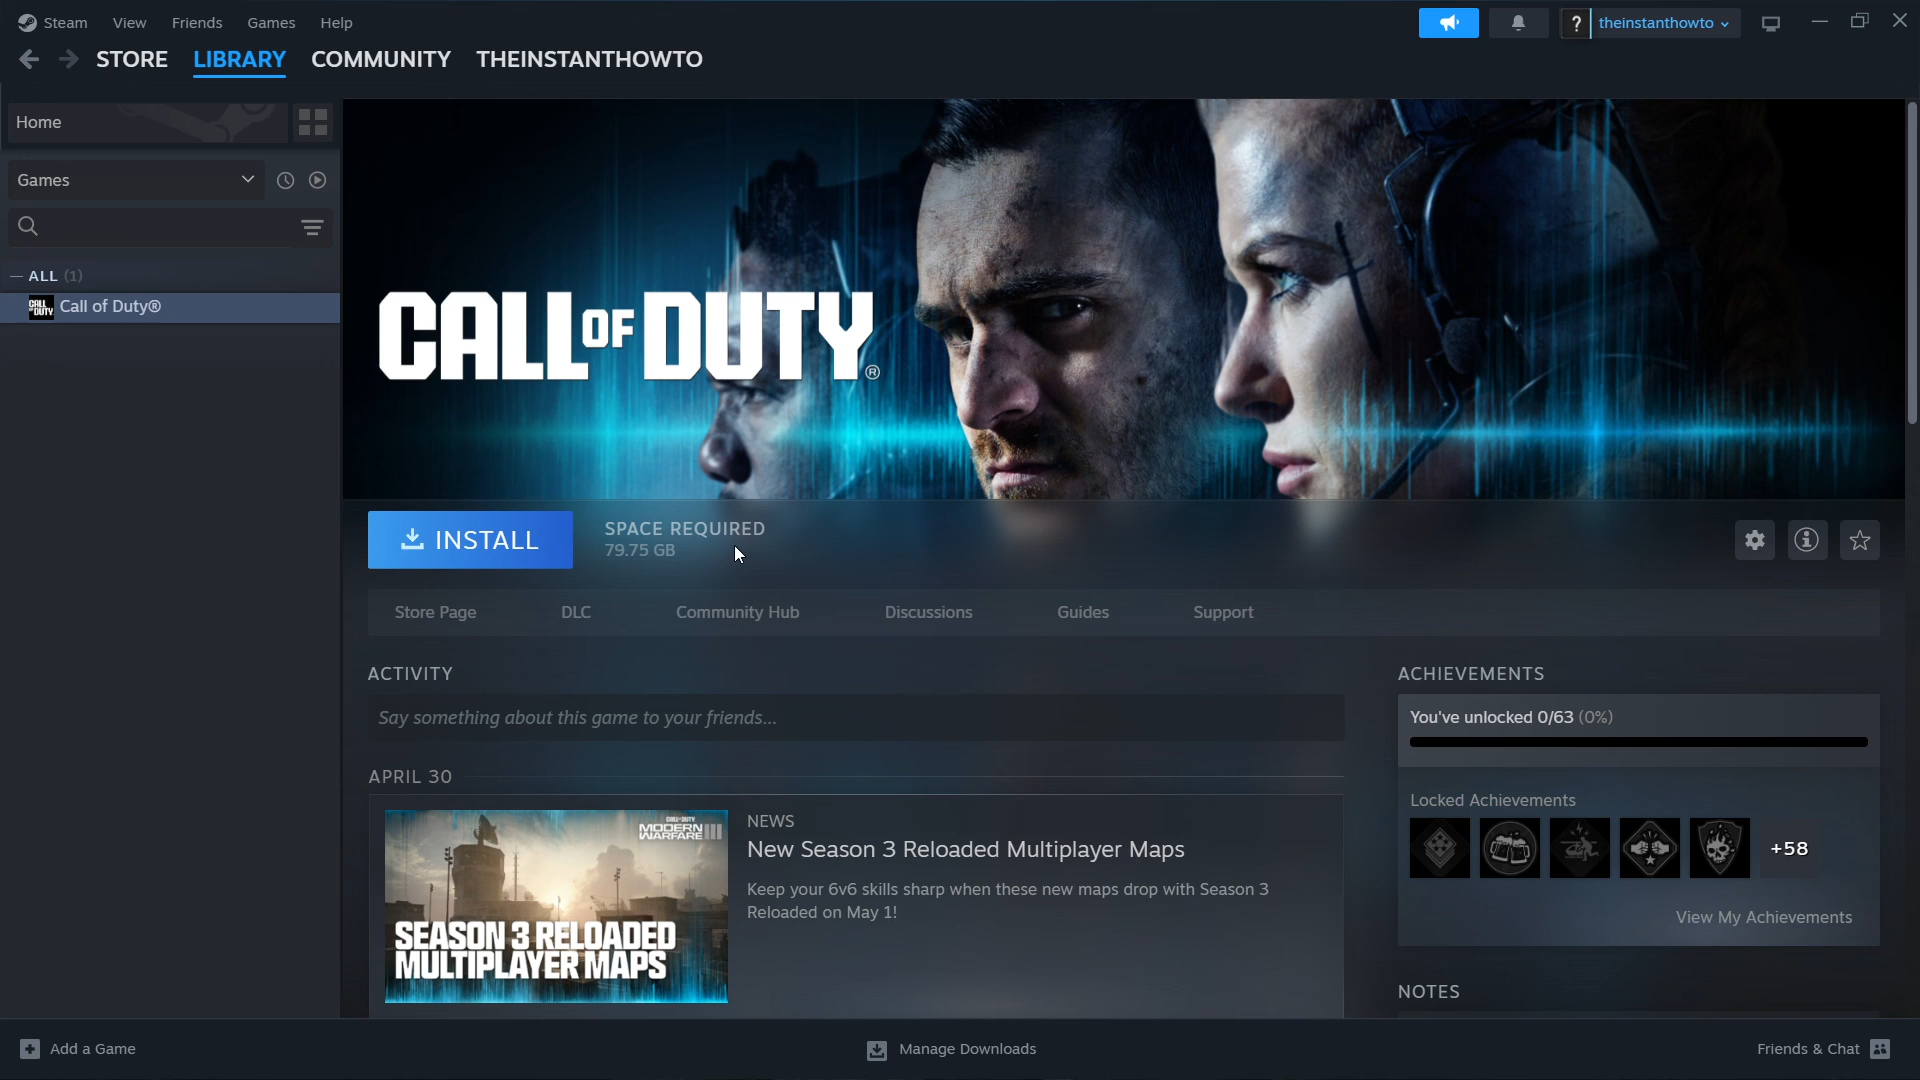 Steam View Friends Games Help
? theinstanthowto
STORE LIBRARY COMMUNITY THEINSTANTHOWTO
Home
Games
— ALL (1)
CALL OF DUTY Call of Duty®
CALL OF DUTY®
INSTALL
SPACE REQUIRED
79.75 GB
Store Page DLC Community Hub Discussions Guides Support
ACTIVITY
Say something about this game to your friends...
APRIL 30
CALL OF DUTY
MODERN
WARFARE III
SEASON 3 RELOADED
MULTIPLAYER MAPS
NEWS
New Season 3 Reloaded Multiplayer Maps
Keep your 6v6 skills sharp when these new maps drop with Season 3
Reloaded on May 1!
ACHIEVEMENTS
You've unlocked 0/63 (0%)
Locked Achievements
+58
View My Achievements
NOTES
Add a Game
Manage Downloads
Friends & Chat